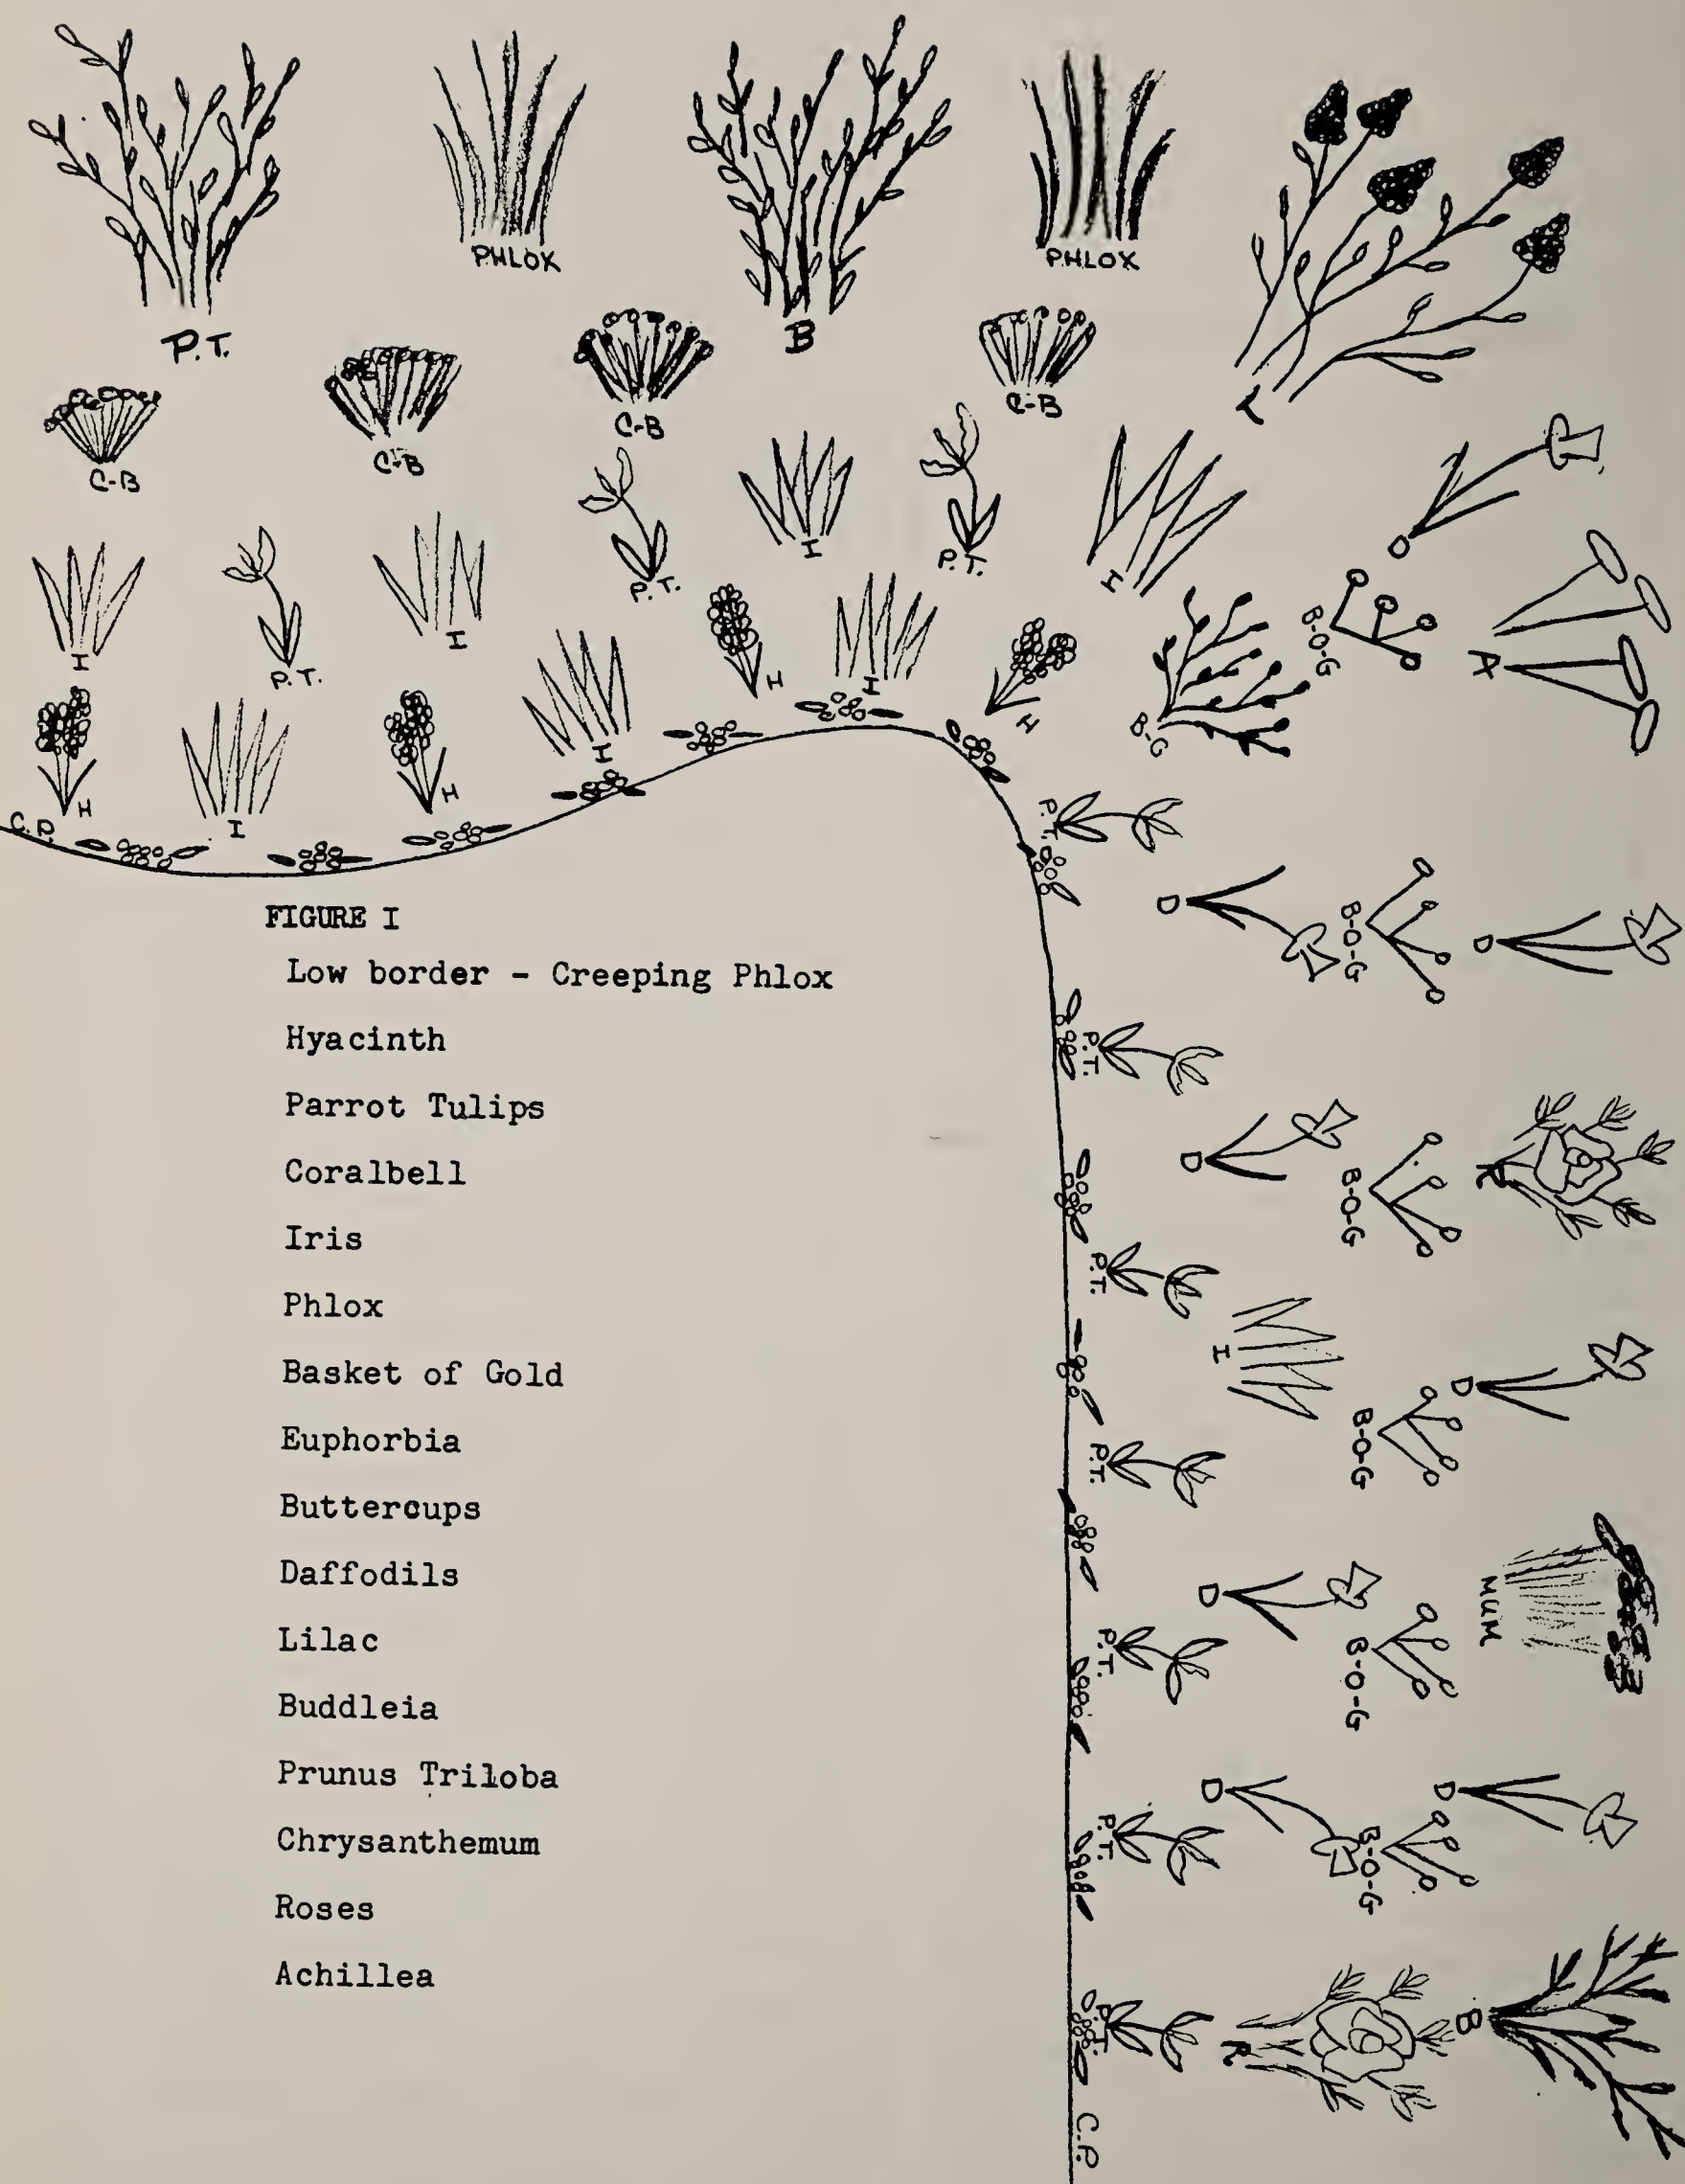 PHLOX
PHLOX
P.T.
B
L
C-B
C-B
C-B
C-B
D
I
P.T.
I
P.T.
I
P.T.
I
B-O-G
A
H
I
H
I
H
I
H
B-G
C.P.
P.T.
FIGURE I
D
B-O-G
D
Low border - Creeping Phlox
Hyacinth
P.T.
Parrot Tulips
D
B-O-G
R
Coralbell
Iris
P.T.
Phlox
I
Basket of Gold
D
B-O-G
Euphorbia
P.T.
Buttercups
Daffodils
D
B-O-G
MUM
Lilac
P.T.
Buddleia
Prunus Triloba
D
D
B-O-G
Chrysanthemum
P.T.
Roses
Achillea
P.T.
R
B
C.P.